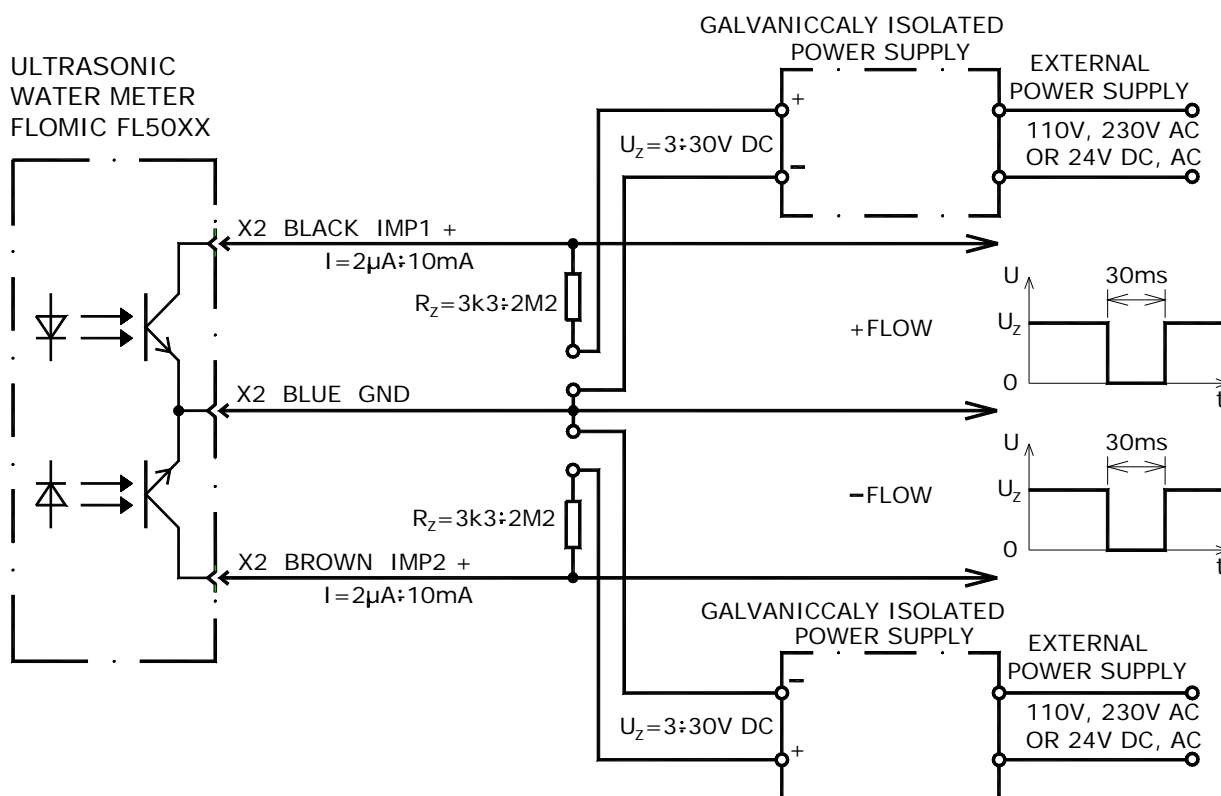 GALVANICCALY ISOLATED
POWER SUPPLY
ULTRASONIC
WATER METER
FLOMIC FL50XX
EXTERNAL
POWER SUPPLY
+
U_Z=3÷30V DC
110V, 230V AC
OR 24V DC, AC
−
X2 BLACK IMP1 +
I=2µA÷10mA
R_Z=3k3÷2M2
+FLOW
U
30ms
U_Z
0
t
X2 BLUE GND
−FLOW
U
30ms
U_Z
0
t
R_Z=3k3÷2M2
X2 BROWN IMP2 +
I=2µA÷10mA
GALVANICCALY ISOLATED
POWER SUPPLY
EXTERNAL
POWER SUPPLY
−
U_Z=3÷30V DC
110V, 230V AC
OR 24V DC, AC
+